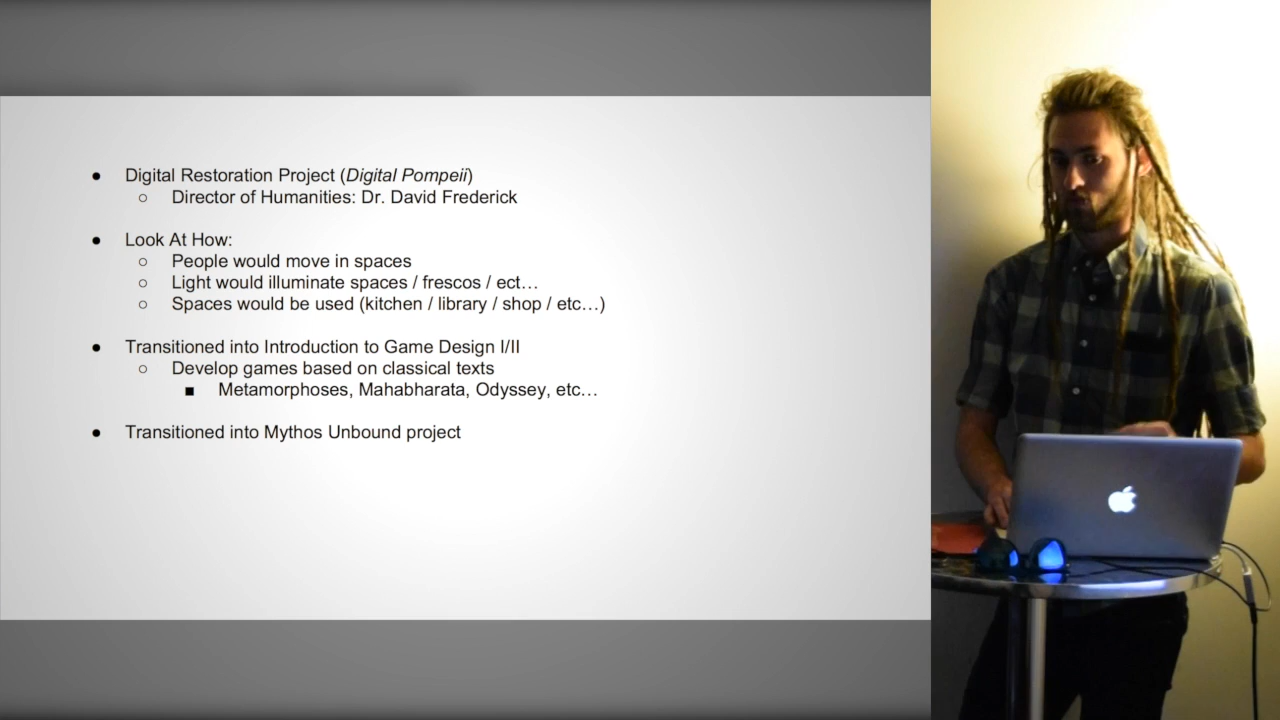 ● Digital Restoration Project (Digital Pompeii)
○ Director of Humanities: Dr. David Frederick
● Look At How:
○ People would move in spaces
○ Light would illuminate spaces / frescos / ect…
○ Spaces would be used (kitchen / library / shop / etc…)
● Transitioned into Introduction to Game Design I/II
○ Develop games based on classical texts
■ Metamorphoses, Mahabharata, Odyssey, etc…
● Transitioned into Mythos Unbound project